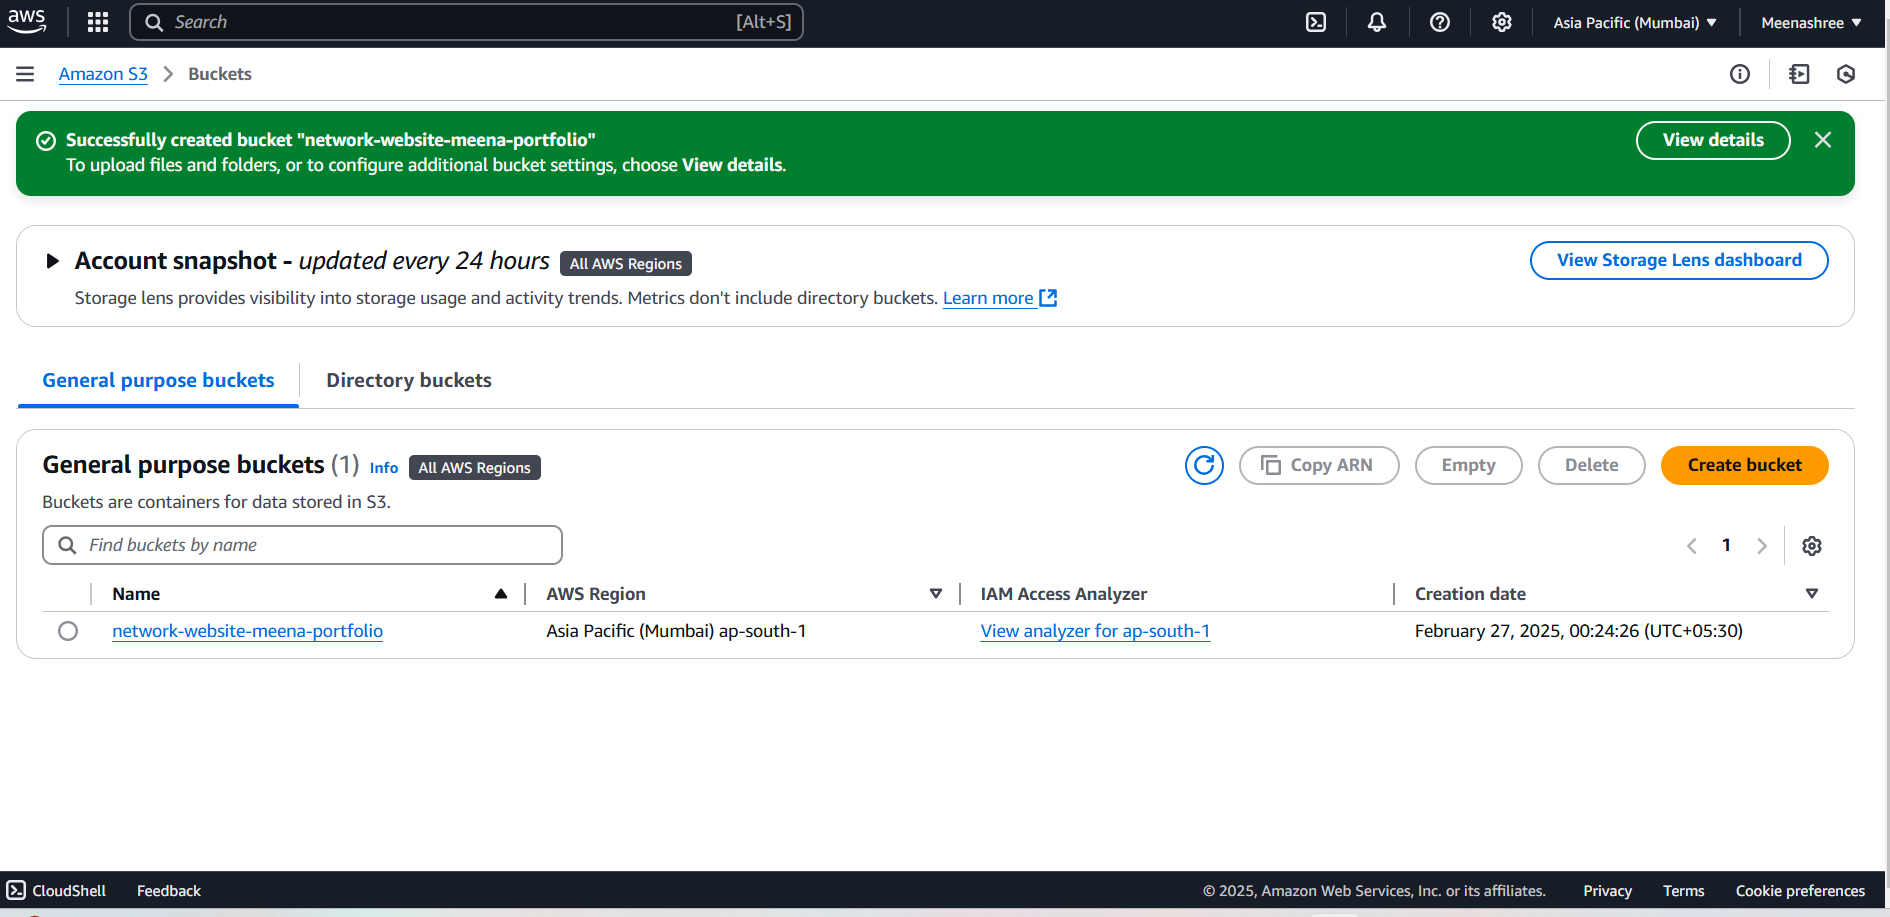 aws Search [Alt+S] Asia Pacific (Mumbai) Meenashree
Amazon S3 Buckets
Successfully created bucket "network-website-meena-portfolio"
To upload files and folders, or to configure additional bucket settings, choose View details.
View details
Account snapshot - updated every 24 hours All AWS Regions
View Storage Lens dashboard
Storage lens provides visibility into storage usage and activity trends. Metrics don't include directory buckets. Learn more
General purpose buckets Directory buckets
General purpose buckets (1) Info All AWS Regions
Copy ARN Empty Delete Create bucket
Buckets are containers for data stored in S3.
Find buckets by name
1
Name AWS Region IAM Access Analyzer Creation date
network-website-meena-portfolio Asia Pacific (Mumbai) ap-south-1 View analyzer for ap-south-1 February 27, 2025, 00:24:26 (UTC+05:30)
CloudShell Feedback © 2025, Amazon Web Services, Inc. or its affiliates. Privacy Terms Cookie preferences